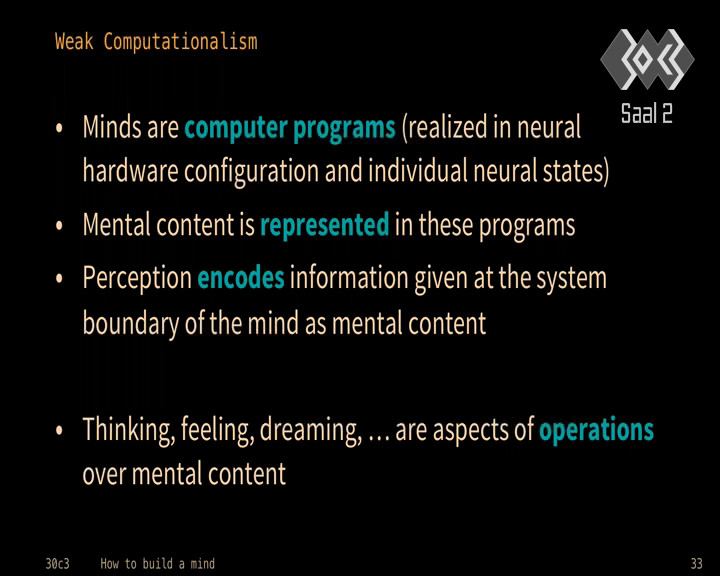 Weak Computationalism
30c3
Saal 2
• Minds are computer programs (realized in neural
hardware configuration and individual neural states)
• Mental content is represented in these programs
• Perception encodes information given at the system
boundary of the mind as mental content
• Thinking, feeling, dreaming, … are aspects of operations
over mental content
30c3 How to build a mind 33